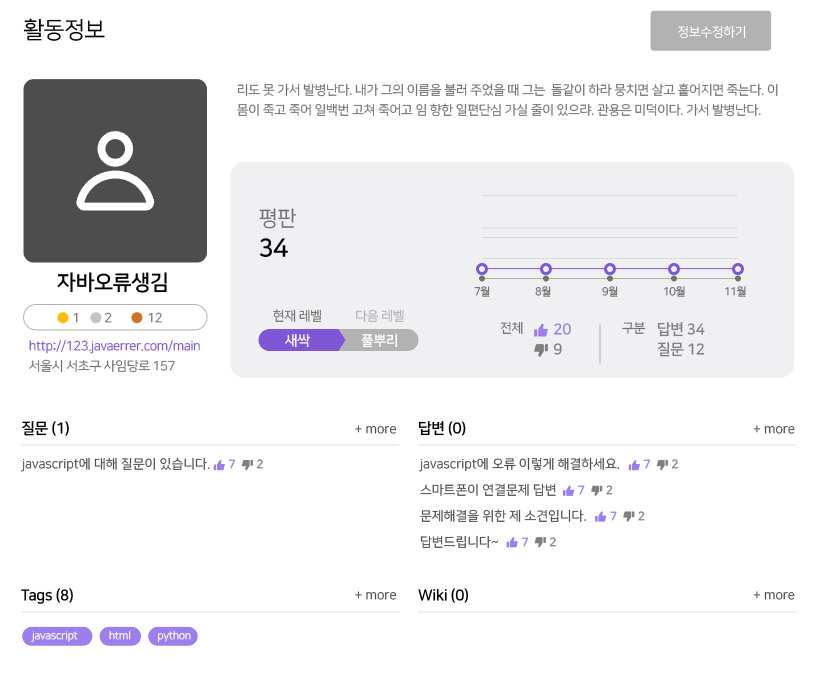 활동정보
정보수정하기
리도 못 가서 발병난다. 내가 그의 이름을 불러 주었을 때 그는 돌같이 하라 뭉치면 살고 흩어지면 죽는다. 이
몸이 죽고 죽어 일백번 고쳐 죽어고 임 향한 일편단심 가실 줄이 있으랴. 관용은 미덕이다. 가서 발병난다.
자바오류생김
1 2 12
http://123.javaerrer.com/main
서울시 서초구 사임당로 157
평판
34
현재 레벨 다음 레벨
새싹 풀뿌리
7월 8월 9월 10월 11월
전체 20
9
구분 답변 34
질문 12
질문 (1) + more
javascript에 대해 질문이 있습니다. 7 2
답변 (0) + more
javascript에 오류 이렇게 해결하세요. 7 2
스마트폰이 연결문제 답변 7 2
문제해결을 위한 제 소견입니다. 7 2
답변드립니다~ 7 2
Tags (8) + more
javascript html python
Wiki (0) + more